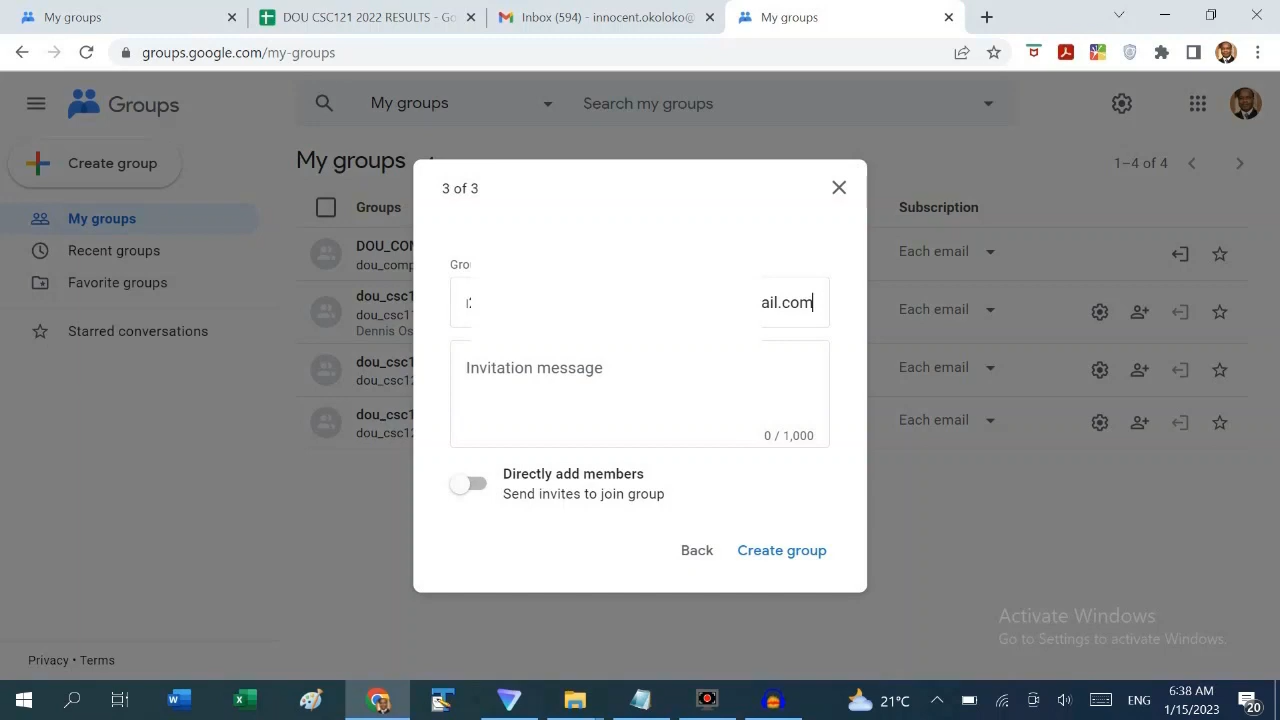 My groups
DOU CSC121 2022 RESULTS - Go
Inbox (594) - innocent.okoloko@
My groups
groups.google.com/my-groups
Groups
My groups
Search my groups
Create group
My groups
1–4 of 4
3 of 3
Groups
Subscription
My groups
Recent groups
Favorite groups
Starred conversations
DOU_COM
dou_comp
Each email
dou_csc1
dou_csc1
Dennis Os
Each email
dou_csc1
dou_csc12
Each email
dou_csc1
dou_csc12
Each email
Grou
ail.com
Invitation message
0 / 1,000
Directly add members
Send invites to join group
Back
Create group
Activate Windows
Go to Settings to activate Windows.
Privacy • Terms
21°C
ENG
6:38 AM
1/15/2023
20